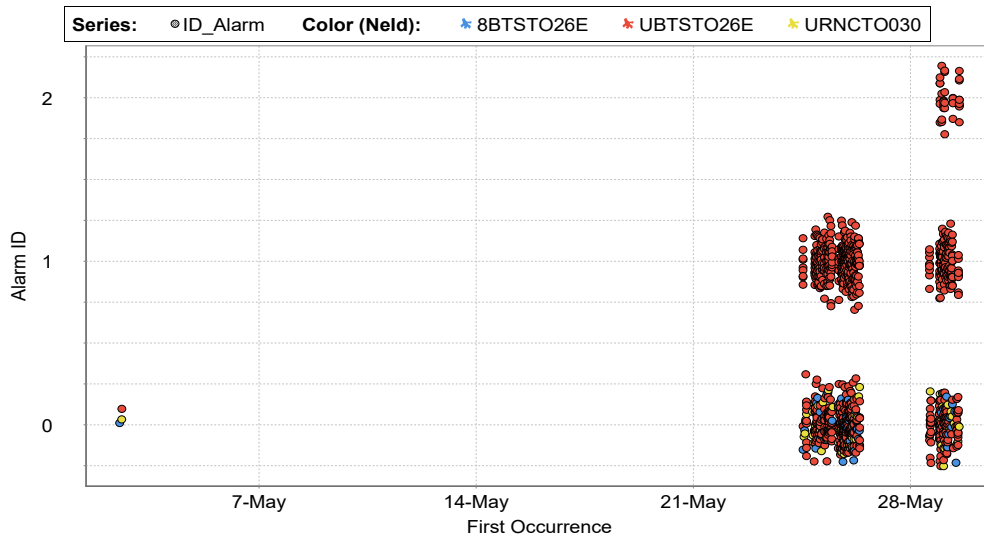 Series: ID_Alarm Color (Neld): 8BTSTO26E UBTSTO26E URNCTO030
2
1
0
Alarm ID
7-May 14-May 21-May 28-May
First Occurrence